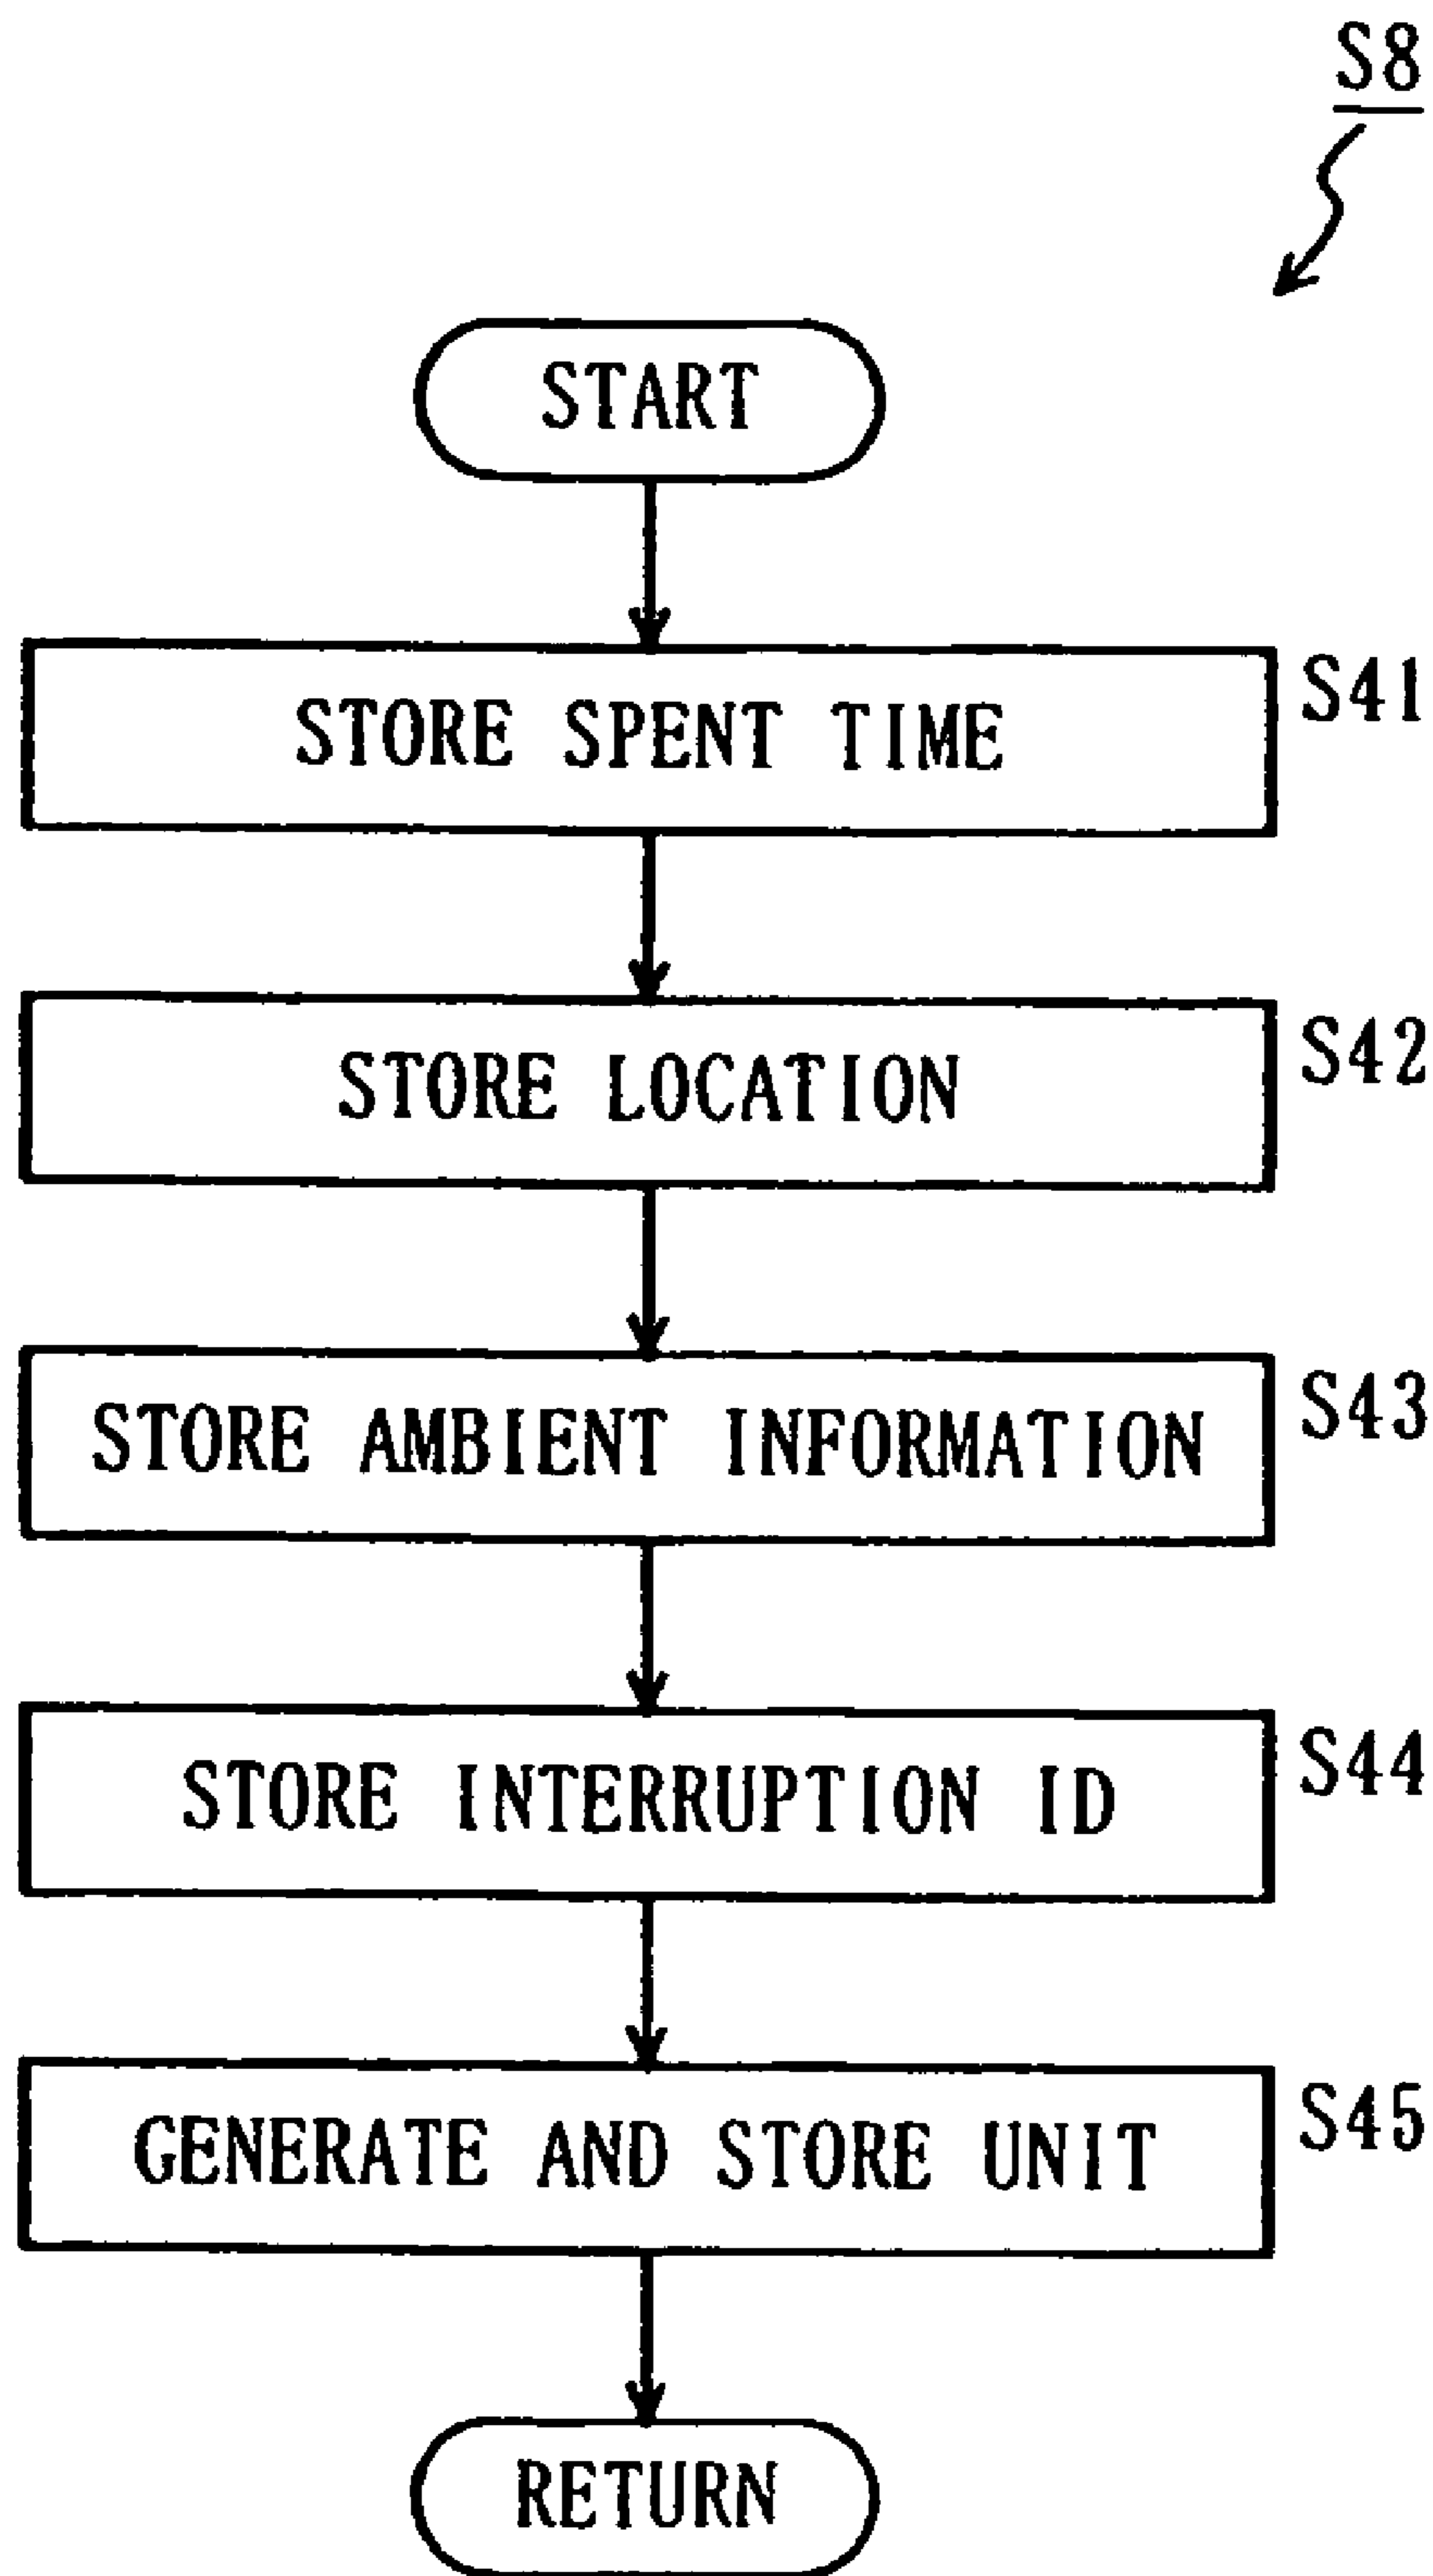 S8
START
STORE SPENT TIME
S41
STORE LOCATION
S42
STORE AMBIENT INFORMATION
S43
STORE INTERRUPTION ID
S44
GENERATE AND STORE UNIT
S45
RETURN